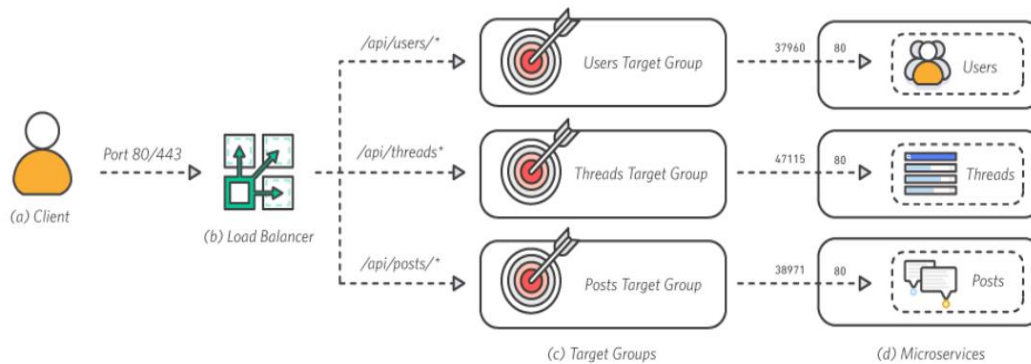 /api/users/*
Users Target Group
37960
80
Users
Port 80/443
/api/threads*
Threads Target Group
47115
80
Threads
(a) Client
(b) Load Balancer
/api/posts/*
Posts Target Group
38971
80
Posts
(c) Target Groups
(d) Microservices